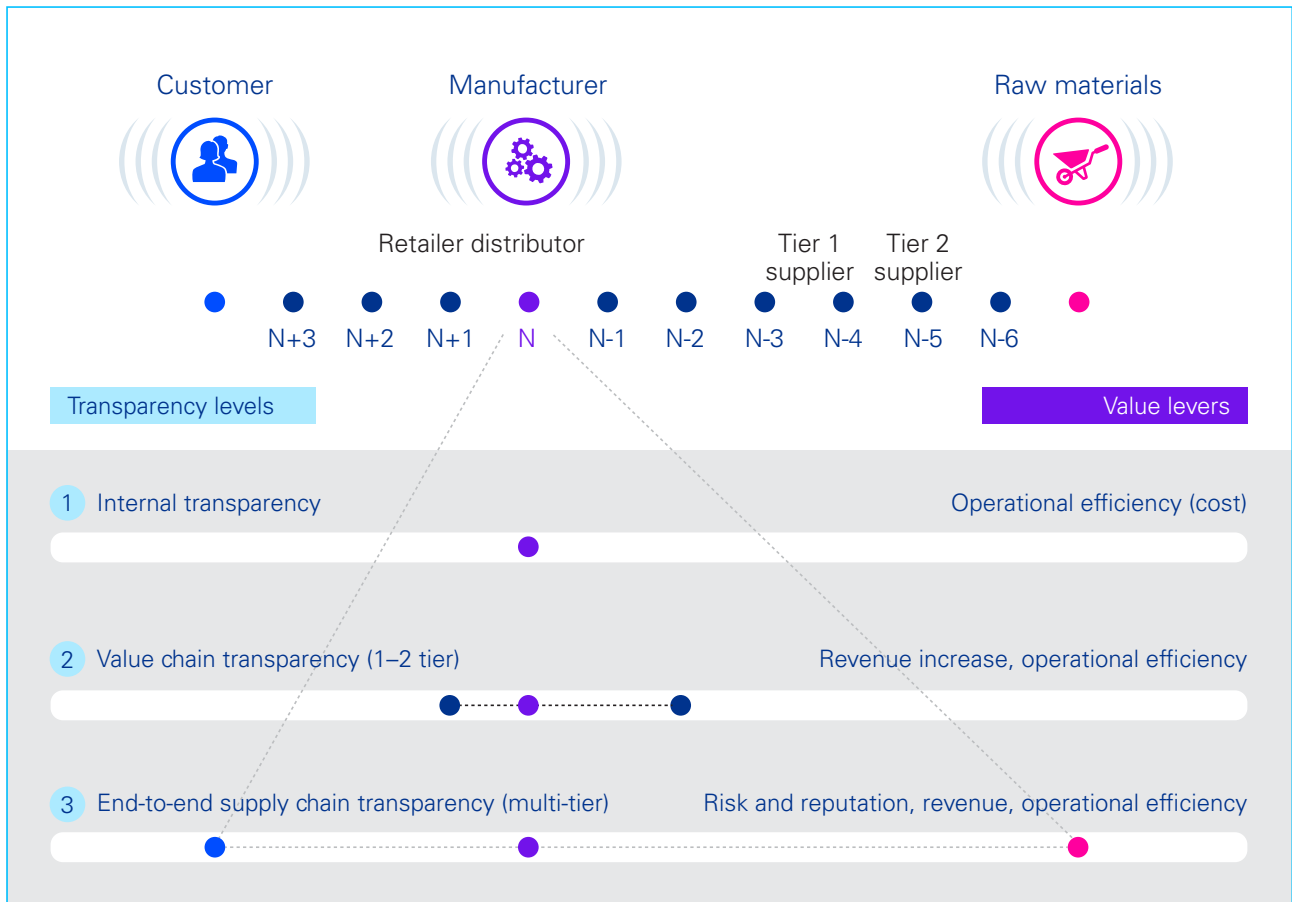 Customer
Manufacturer
Raw materials
Retailer distributor
Tier 1
supplier
Tier 2
supplier
N+3 N+2 N+1 N N-1 N-2 N-3 N-4 N-5 N-6
Transparency levels
Value levers
1 Internal transparency
Operational efficiency (cost)
2 Value chain transparency (1–2 tier)
Revenue increase, operational efficiency
3 End-to-end supply chain transparency (multi-tier)
Risk and reputation, revenue, operational efficiency